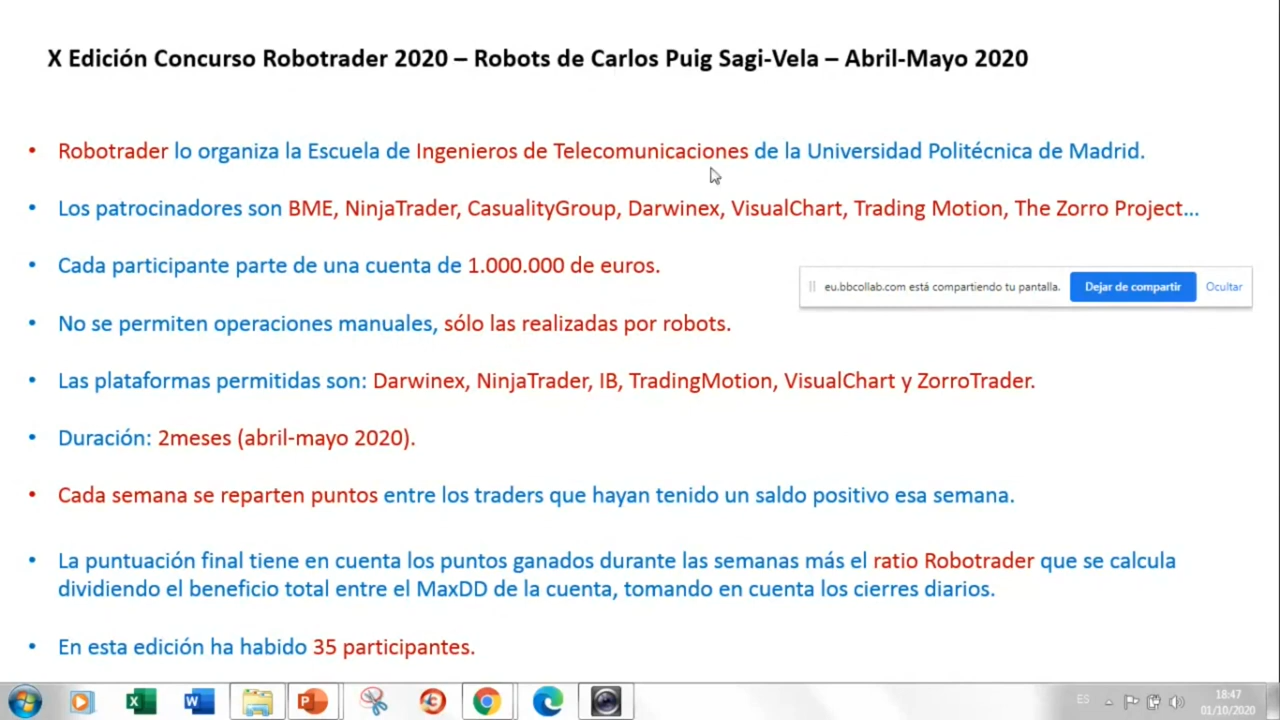 X Edición Concurso Robotrader 2020 – Robots de Carlos Puig Sagi-Vela – Abril-Mayo 2020
• Robotrader lo organiza la Escuela de Ingenieros de Telecomunicaciones de la Universidad Politécnica de Madrid.
• Los patrocinadores son BME, NinjaTrader, CasualityGroup, Darwinex, VisualChart, Trading Motion, The Zorro Project…
• Cada participante parte de una cuenta de 1.000.000 de euros.
eu.bbcollab.com está compartiendo tu pantalla. Dejar de compartir Ocultar
• No se permiten operaciones manuales, sólo las realizadas por robots.
• Las plataformas permitidas son: Darwinex, NinjaTrader, IB, TradingMotion, VisualChart y ZorroTrader.
• Duración: 2meses (abril-mayo 2020).
• Cada semana se reparten puntos entre los traders que hayan tenido un saldo positivo esa semana.
• La puntuación final tiene en cuenta los puntos ganados durante las semanas más el ratio Robotrader que se calcula
dividiendo el beneficio total entre el MaxDD de la cuenta, tomando en cuenta los cierres diarios.
• En esta edición ha habido 35 participantes.
ES 18:47
01/10/2020